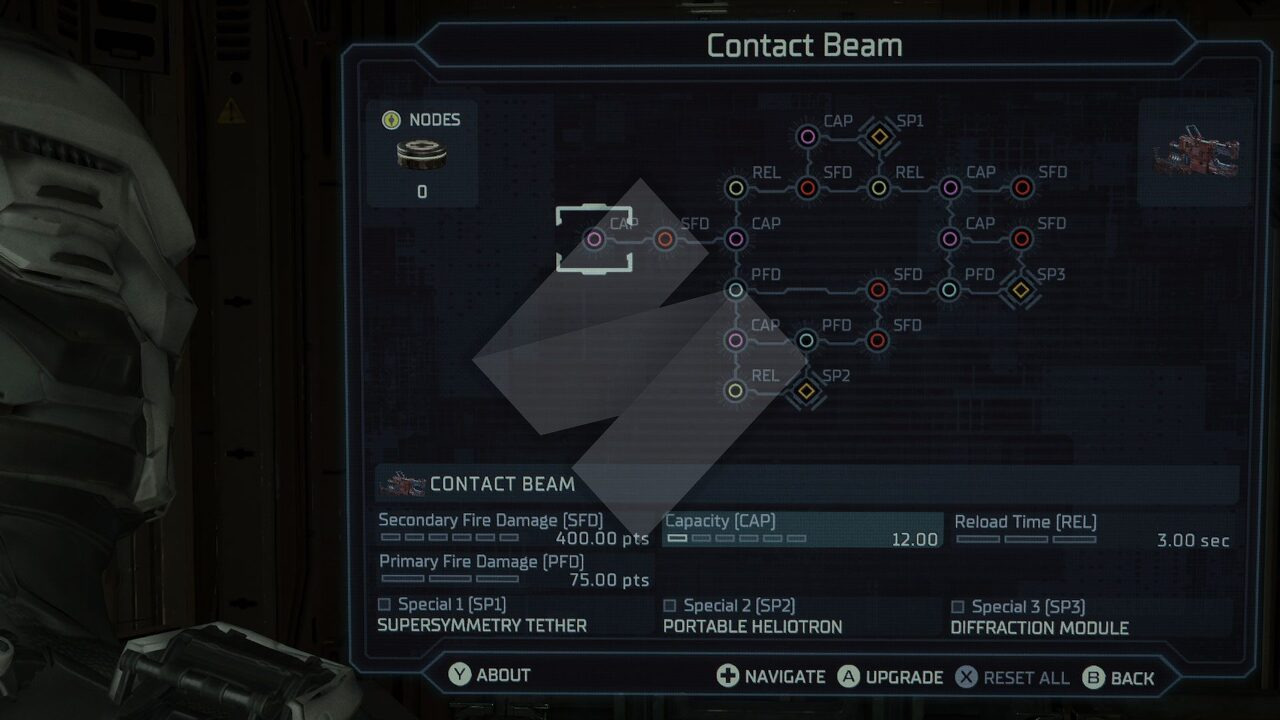 Contact Beam
NODES
0
CAP SP1
REL SFD REL CAP SFD
CAP SFD CAP CAP SFD
PFD SFD PFD SP3
CAP PFD SFD
REL SP2
CONTACT BEAM
Secondary Fire Damage [SFD] 400.00 pts
Capacity [CAP] 12.00
Reload Time [REL] 3.00 sec
Primary Fire Damage [PFD] 75.00 pts
Special 1 [SP1]
SUPERSYMMETRY TETHER
Special 2 [SP2]
PORTABLE HELIOTRON
Special 3 [SP3]
DIFFRACTION MODULE
Y ABOUT NAVIGATE A UPGRADE X RESET ALL B BACK